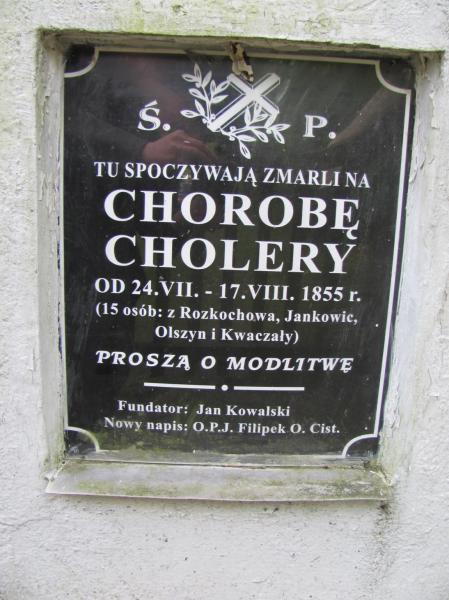 Ś. P.
TU SPOCZYWAJĄ ZMARLI NA
CHOROBĘ
CHOLERY
OD 24.VII. - 17.VIII. 1855 r.
(15 osób: z Rozkochowa, Jankowic,
Olszyn i Kwaczały)
PROSZĄ O MODLITWĘ
Fundator: Jan Kowalski
Nowy napis: O.P.J. Filipek O. Cist.